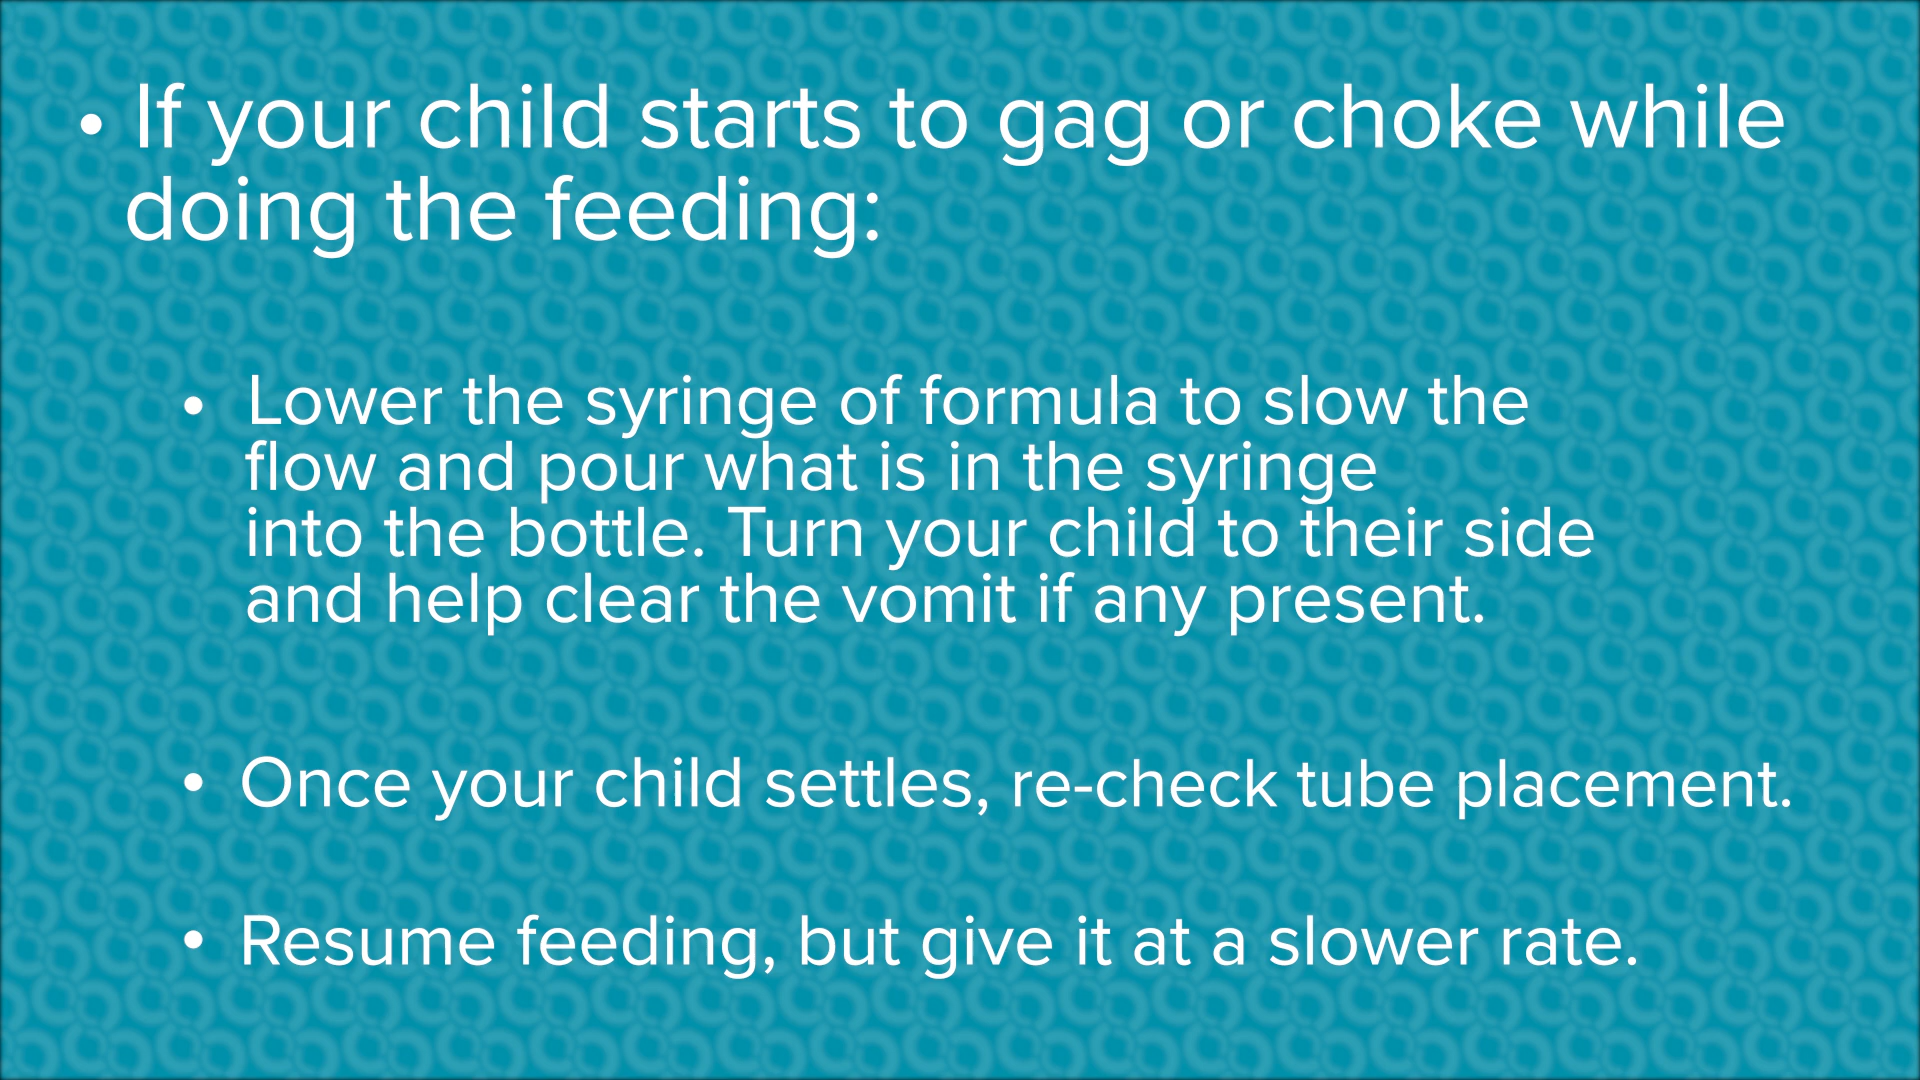 • If your child starts to gag or choke while
doing the feeding:
• Lower the syringe of formula to slow the
flow and pour what is in the syringe
into the bottle. Turn your child to their side
and help clear the vomit if any present.
• Once your child settles, re-check tube placement.
• Resume feeding, but give it at a slower rate.